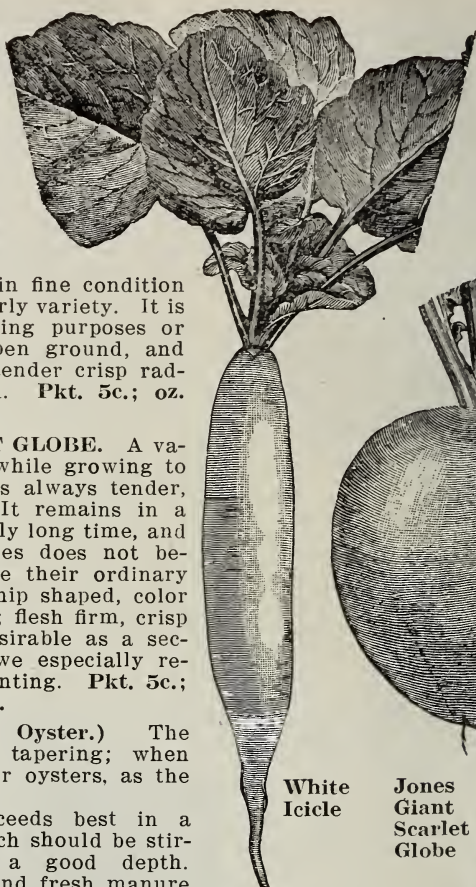 in fine condition
rly variety. It is
ing purposes or
pen ground, and
tender crisp rad-
. Pkt. 5c.; oz.
T GLOBE. A va-
while growing to
s always tender,
It remains in a
ly long time, and
es does not be-
e their ordinary
nip shaped, color
; flesh firm, crisp
sirable as a sec-
we especially re-
nting. Pkt. 5c.;
.
Oyster.) The
tapering; when
r oysters, as the
ceeds best in a
ch should be stir-
a good depth.
nd fresh manure
White
Icicle
Jones
Giant
Scarlet
Globe